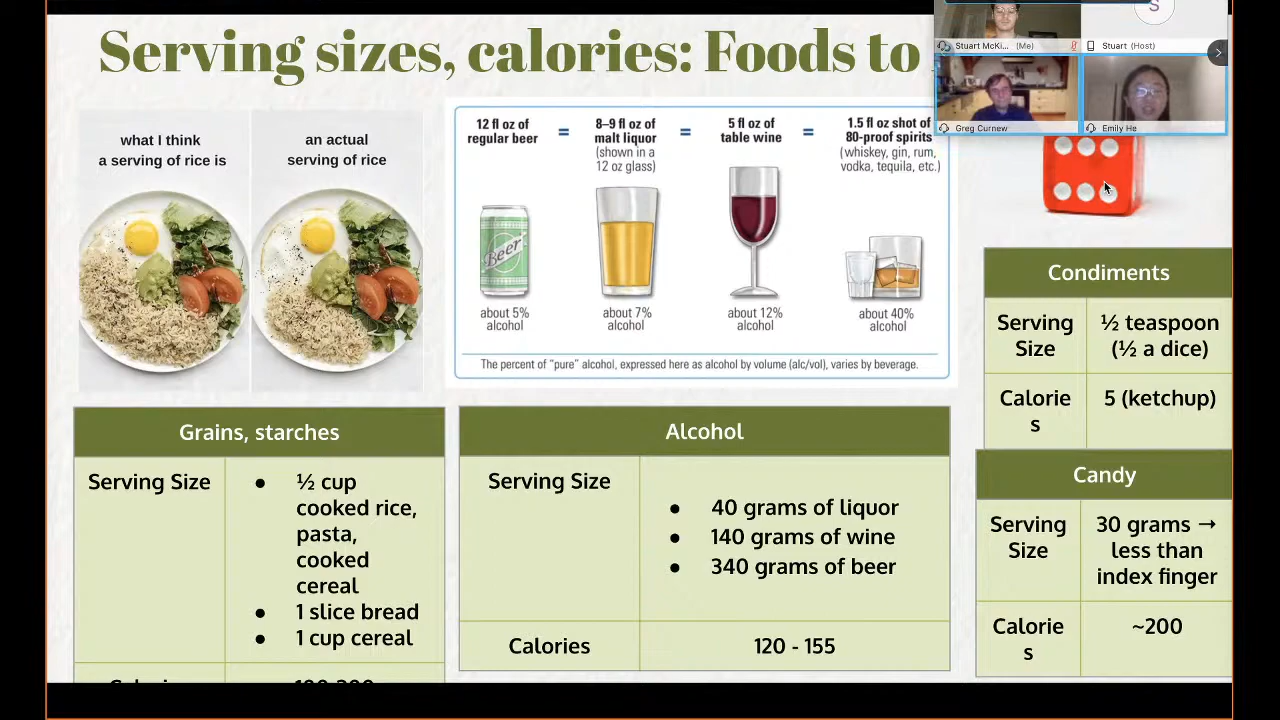 Serving sizes, calories: Foods to
S
Stuart McKi... (Me)
Stuart (Host)
Greg Curnew
Emily He
what I think
a serving of rice is
an actual
serving of rice
12 fl oz of
regular beer
=
8–9 fl oz of
malt liquor
(shown in a
12 oz glass)
=
5 fl oz of
table wine
=
1.5 fl oz shot of
80-proof spirits
(whiskey, gin, rum,
vodka, tequila, etc.)
Beer
about 5%
alcohol
about 7%
alcohol
about 12%
alcohol
about 40%
alcohol
The percent of “pure” alcohol, expressed here as alcohol by volume (alc/vol), varies by beverage.
Condiments
Serving
Size
½ teaspoon
(½ a dice)
Calorie
s
5 (ketchup)
Grains, starches
Serving Size
● ½ cup
cooked rice,
pasta,
cooked
cereal
● 1 slice bread
● 1 cup cereal
Alcohol
Serving Size
● 40 grams of liquor
● 140 grams of wine
● 340 grams of beer
Calories
120 - 155
Candy
Serving
Size
30 grams →
less than
index finger
Calorie
s
~200